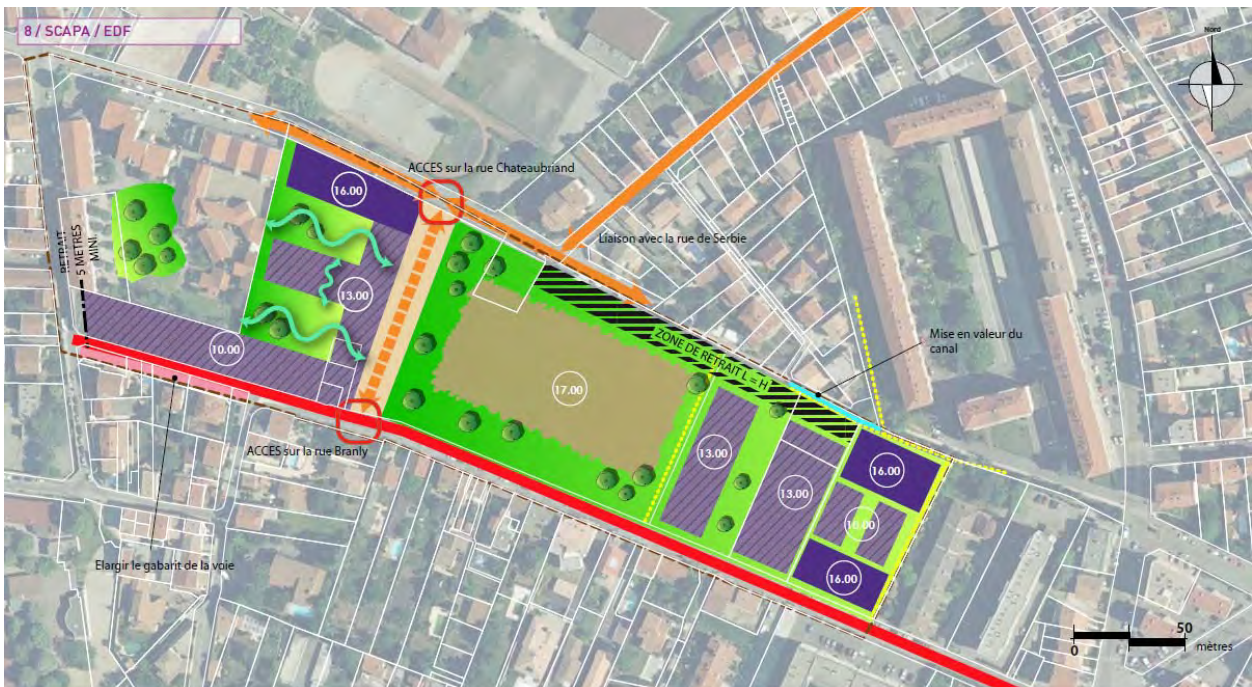 8 / SCAPA / EDF
Nord
ACCES sur la rue Chateaubriand
16.00
Liaison avec la rue de Serbie
RETRAIT
5 METRES
MINI
13.00
10.00
ZONE DE RETRAIT L = H
Mise en valeur du
canal
17.00
ACCES sur la rue Branly
13.00
13.00
16.00
10.00
16.00
Elargir le gabarit de la voie
0
50
mètres